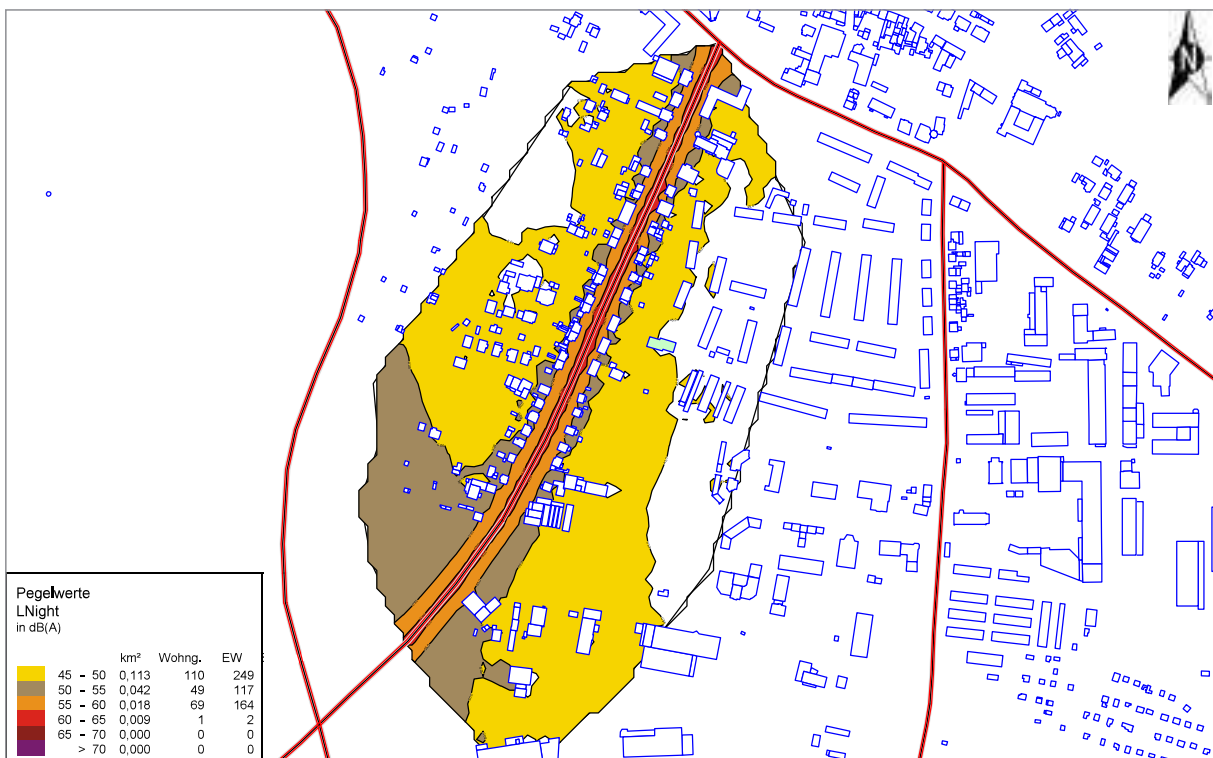 N
Pegelwerte
LNight
in dB(A)
km² Wohng. EW
45 - 50 0,113 110 249
50 - 55 0,042 49 117
55 - 60 0,018 69 164
60 - 65 0,009 1 2
65 - 70 0,000 0 0
> 70 0,000 0 0